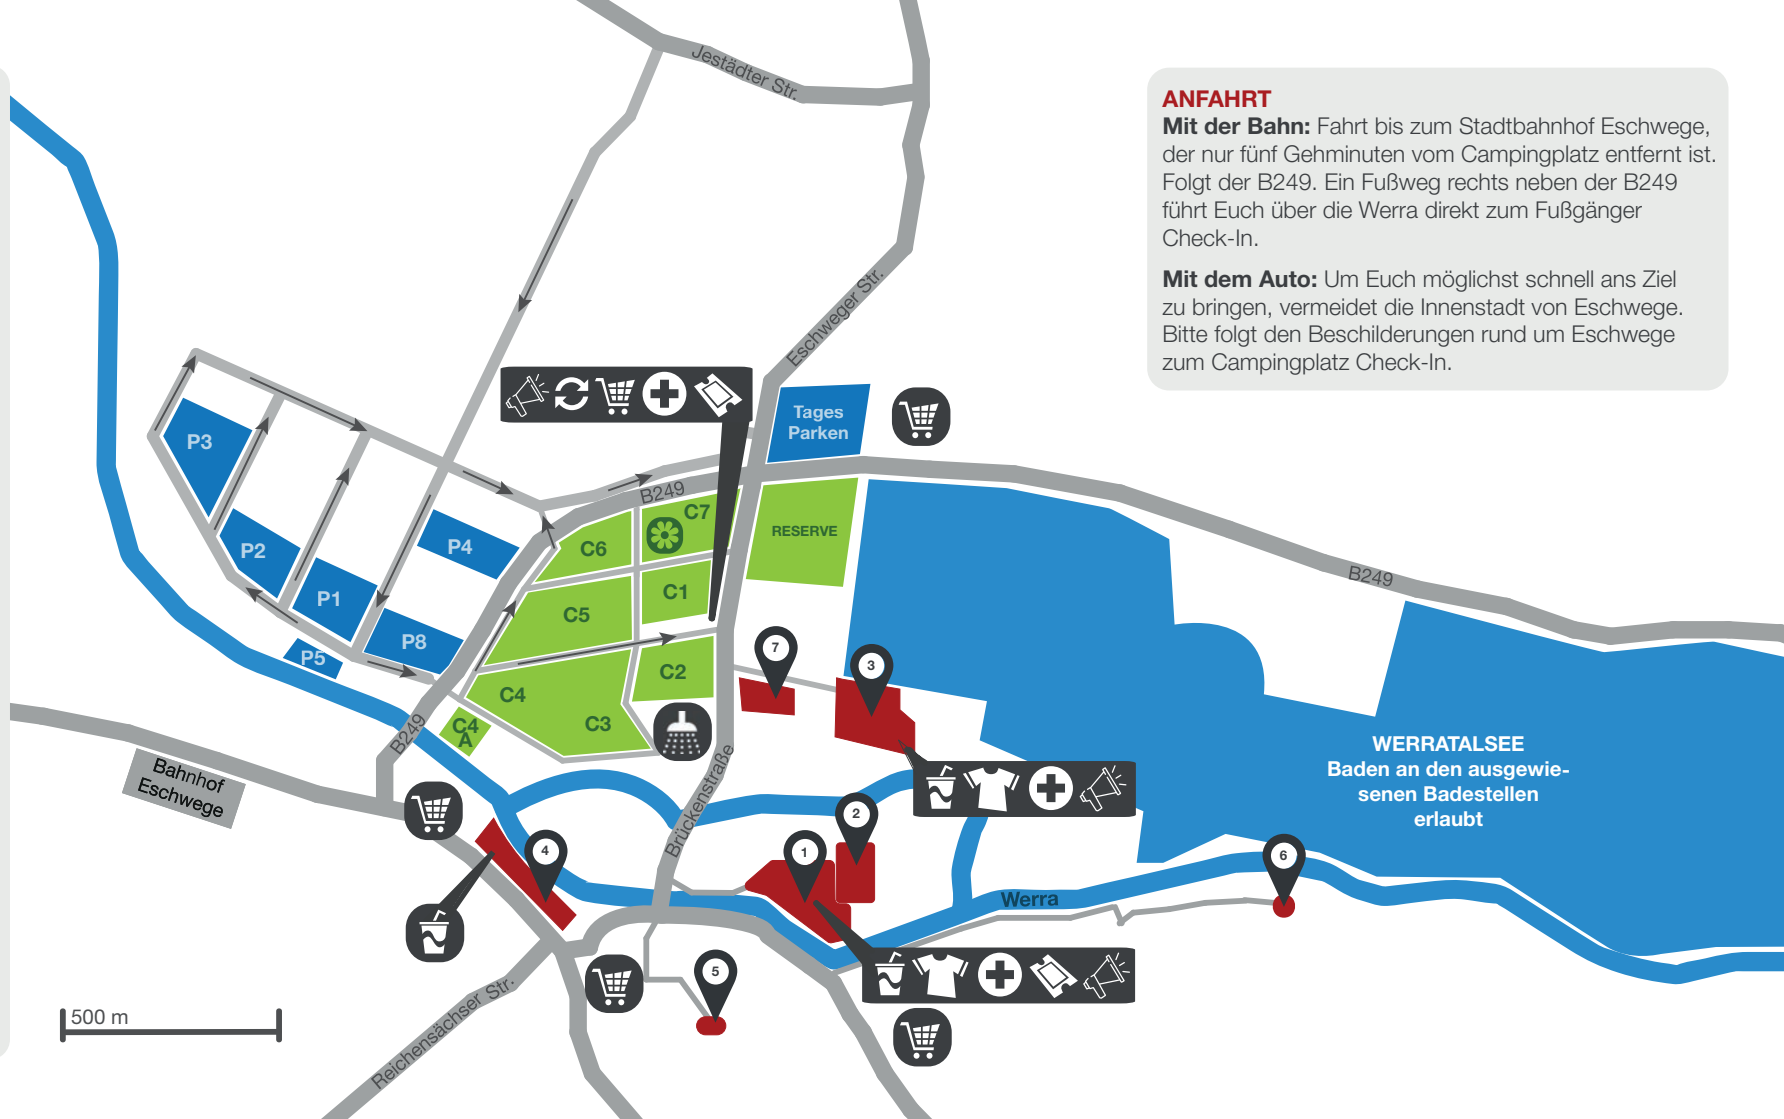 Jestädter Str.
ANFAHRT
Mit der Bahn: Fahrt bis zum Stadtbahnhof Eschwege,
der nur fünf Gehminuten vom Campingplatz entfernt ist.
Folgt der B249. Ein Fußweg rechts neben der B249
führt Euch über die Werra direkt zum Fußgänger
Check-In.
Mit dem Auto: Um Euch möglichst schnell ans Ziel
zu bringen, vermeidet die Innenstadt von Eschwege.
Bitte folgt den Beschilderungen rund um Eschwege
zum Campingplatz Check-In.
Eschweger Str.
Tages
Parken
P3
B249
C7
RESERVE
P2
P4
C6
B249
P1
C1
C5
P8
P5
7
3
C2
C4
C3
C4
A
B249
WERRATALSEE
Baden an den ausgewie-
senen Badestellen
erlaubt
Bahnhof
Eschwege
Brückenstraße
2
4
1
6
Werra
5
Reichensächser Str.
500 m